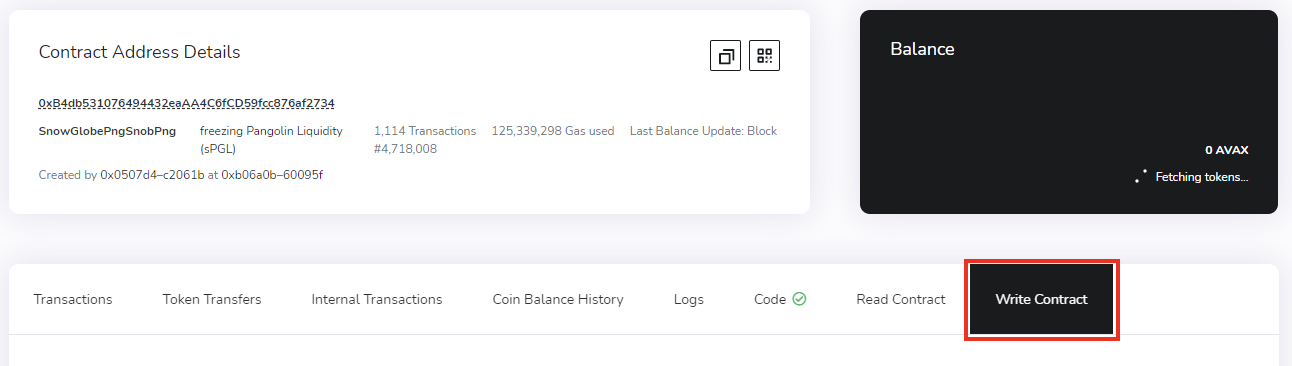 Contract Address Details
0xB4db531076494432eaAA4C6fCD59fcc876af2734
SnowGlobePngSnobPng freezing Pangolin Liquidity 1,114 Transactions 125,339,298 Gas used Last Balance Update: Block
(sPGL) #4,718,008
Created by 0x0507d4–c2061b at 0xb06a0b–60095f
Balance
0 AVAX
Fetching tokens...
Transactions Token Transfers Internal Transactions Coin Balance History Logs Code Read Contract Write Contract